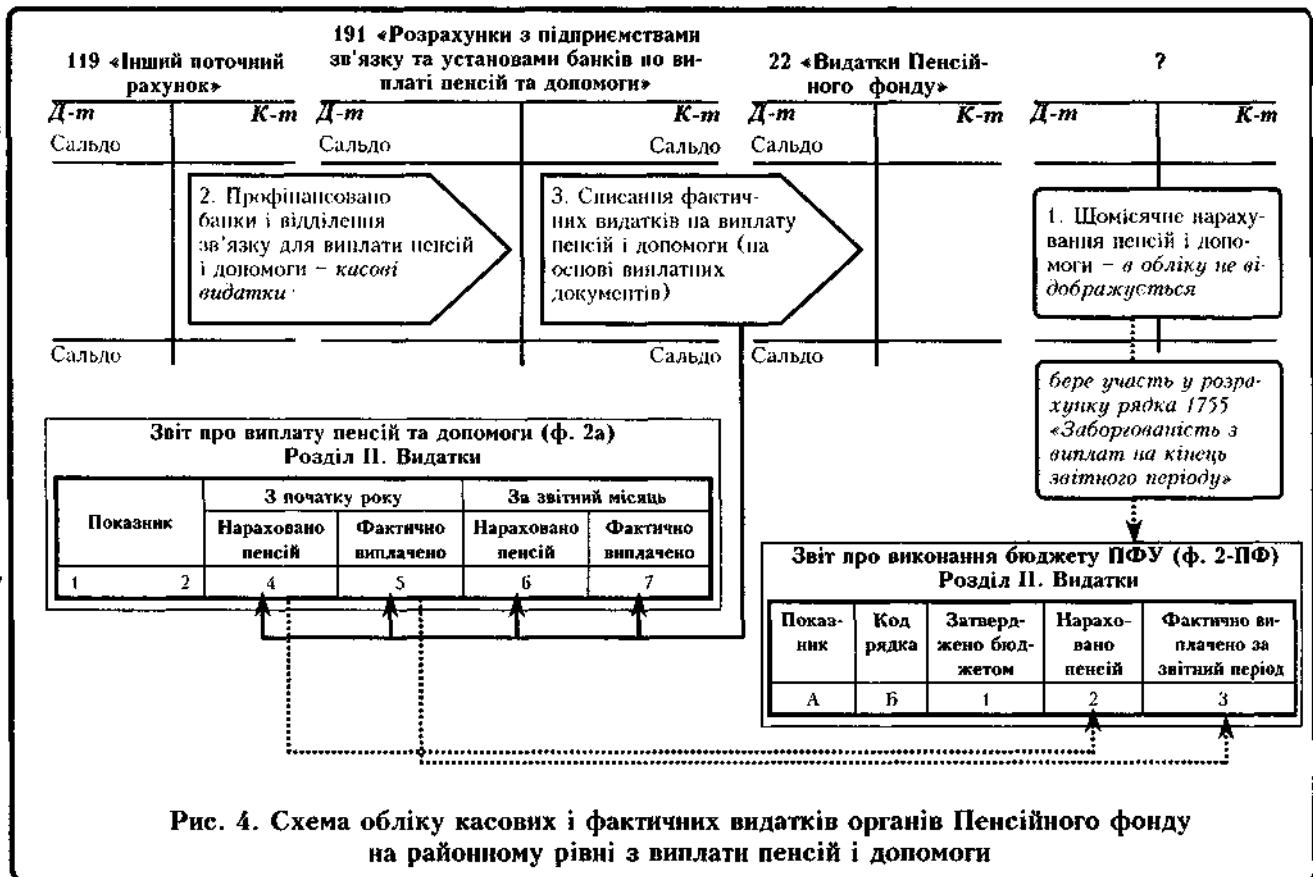 119 «Інший поточний
рахунок»
191 «Розрахунки з підприємствами
зв'язку та установами банків по ви-
платі пенсій та допомоги»
22 «Видатки Пенсій-
ного фонду»
?
Д-т К-т Д-т К-т Д-т К-т Д-т К-т
Сальдо Сальдо Сальдо Сальдо
2. Профінансовано
банки і відділення
зв'язку для виплати пенсій
і допомоги – касові
видатки
3. Списання фактич-
них видатків на виплату
пенсій і допомоги (на
основі виплатних
документів)
1. Щомісячне нараху-
вання пенсій і допо-
моги – в обліку не ві-
дображується
Сальдо Сальдо Сальдо
бере участь у розра-
хунку рядка 1755
«Заборгованість з
виплат на кінець
звітного періоду»
Звіт про виплату пенсій та допомоги (ф. 2а)
Розділ II. Видатки
Показник
З початку року За звітний місяць
Нараховано
пенсій
Фактично
виплачено
Нараховано
пенсій
Фактично
виплачено
1 2 4 5 6 7
Звіт про виконання бюджету ПФУ (ф. 2-ПФ)
Розділ II. Видатки
Показ-
ник
Код
рядка
Затверд-
жено бюд-
жетом
Нарахо-
вано
пенсій
Фактично ви-
плачено за
звітний період
А Б 1 2 3
Рис. 4. Схема обліку касових і фактичних видатків органів Пенсійного фонду
на районному рівні з виплати пенсій і допомоги